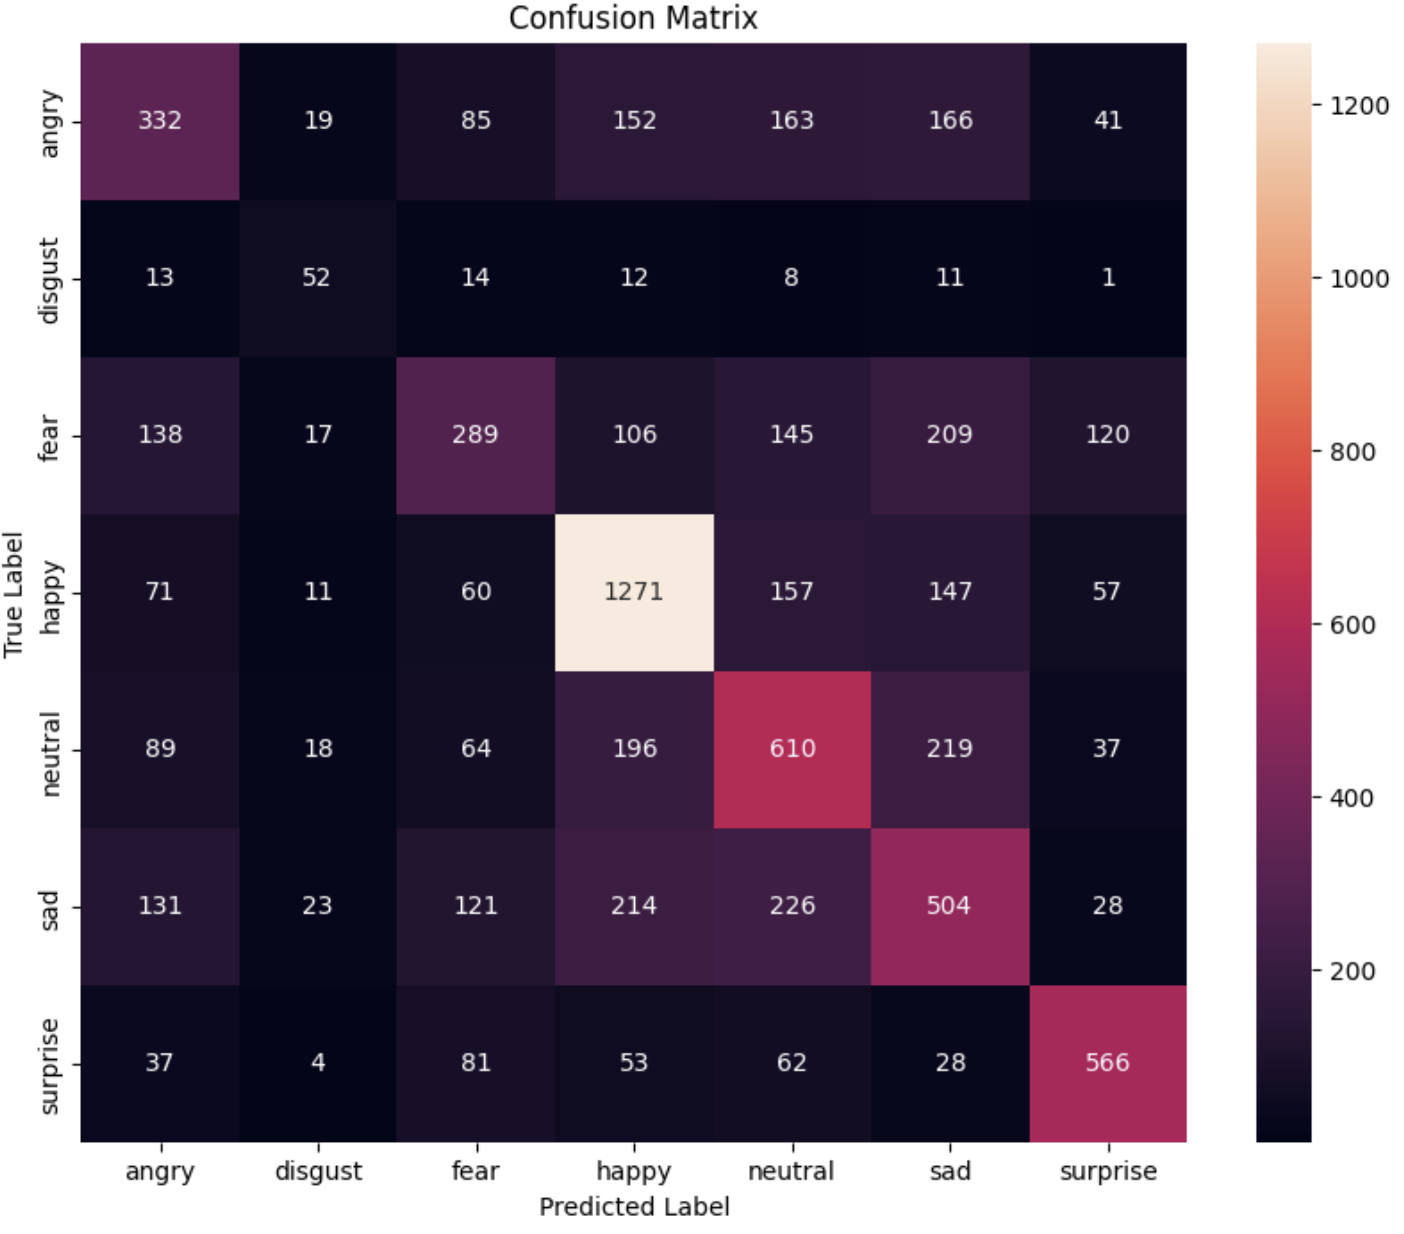 Confusion Matrix
True Label
angry 332 19 85 152 163 166 41
disgust 13 52 14 12 8 11 1
fear 138 17 289 106 145 209 120
happy 71 11 60 1271 157 147 57
neutral 89 18 64 196 610 219 37
sad 131 23 121 214 226 504 28
surprise 37 4 81 53 62 28 566
angry disgust fear happy neutral sad surprise
Predicted Label
1200
1000
800
600
400
200